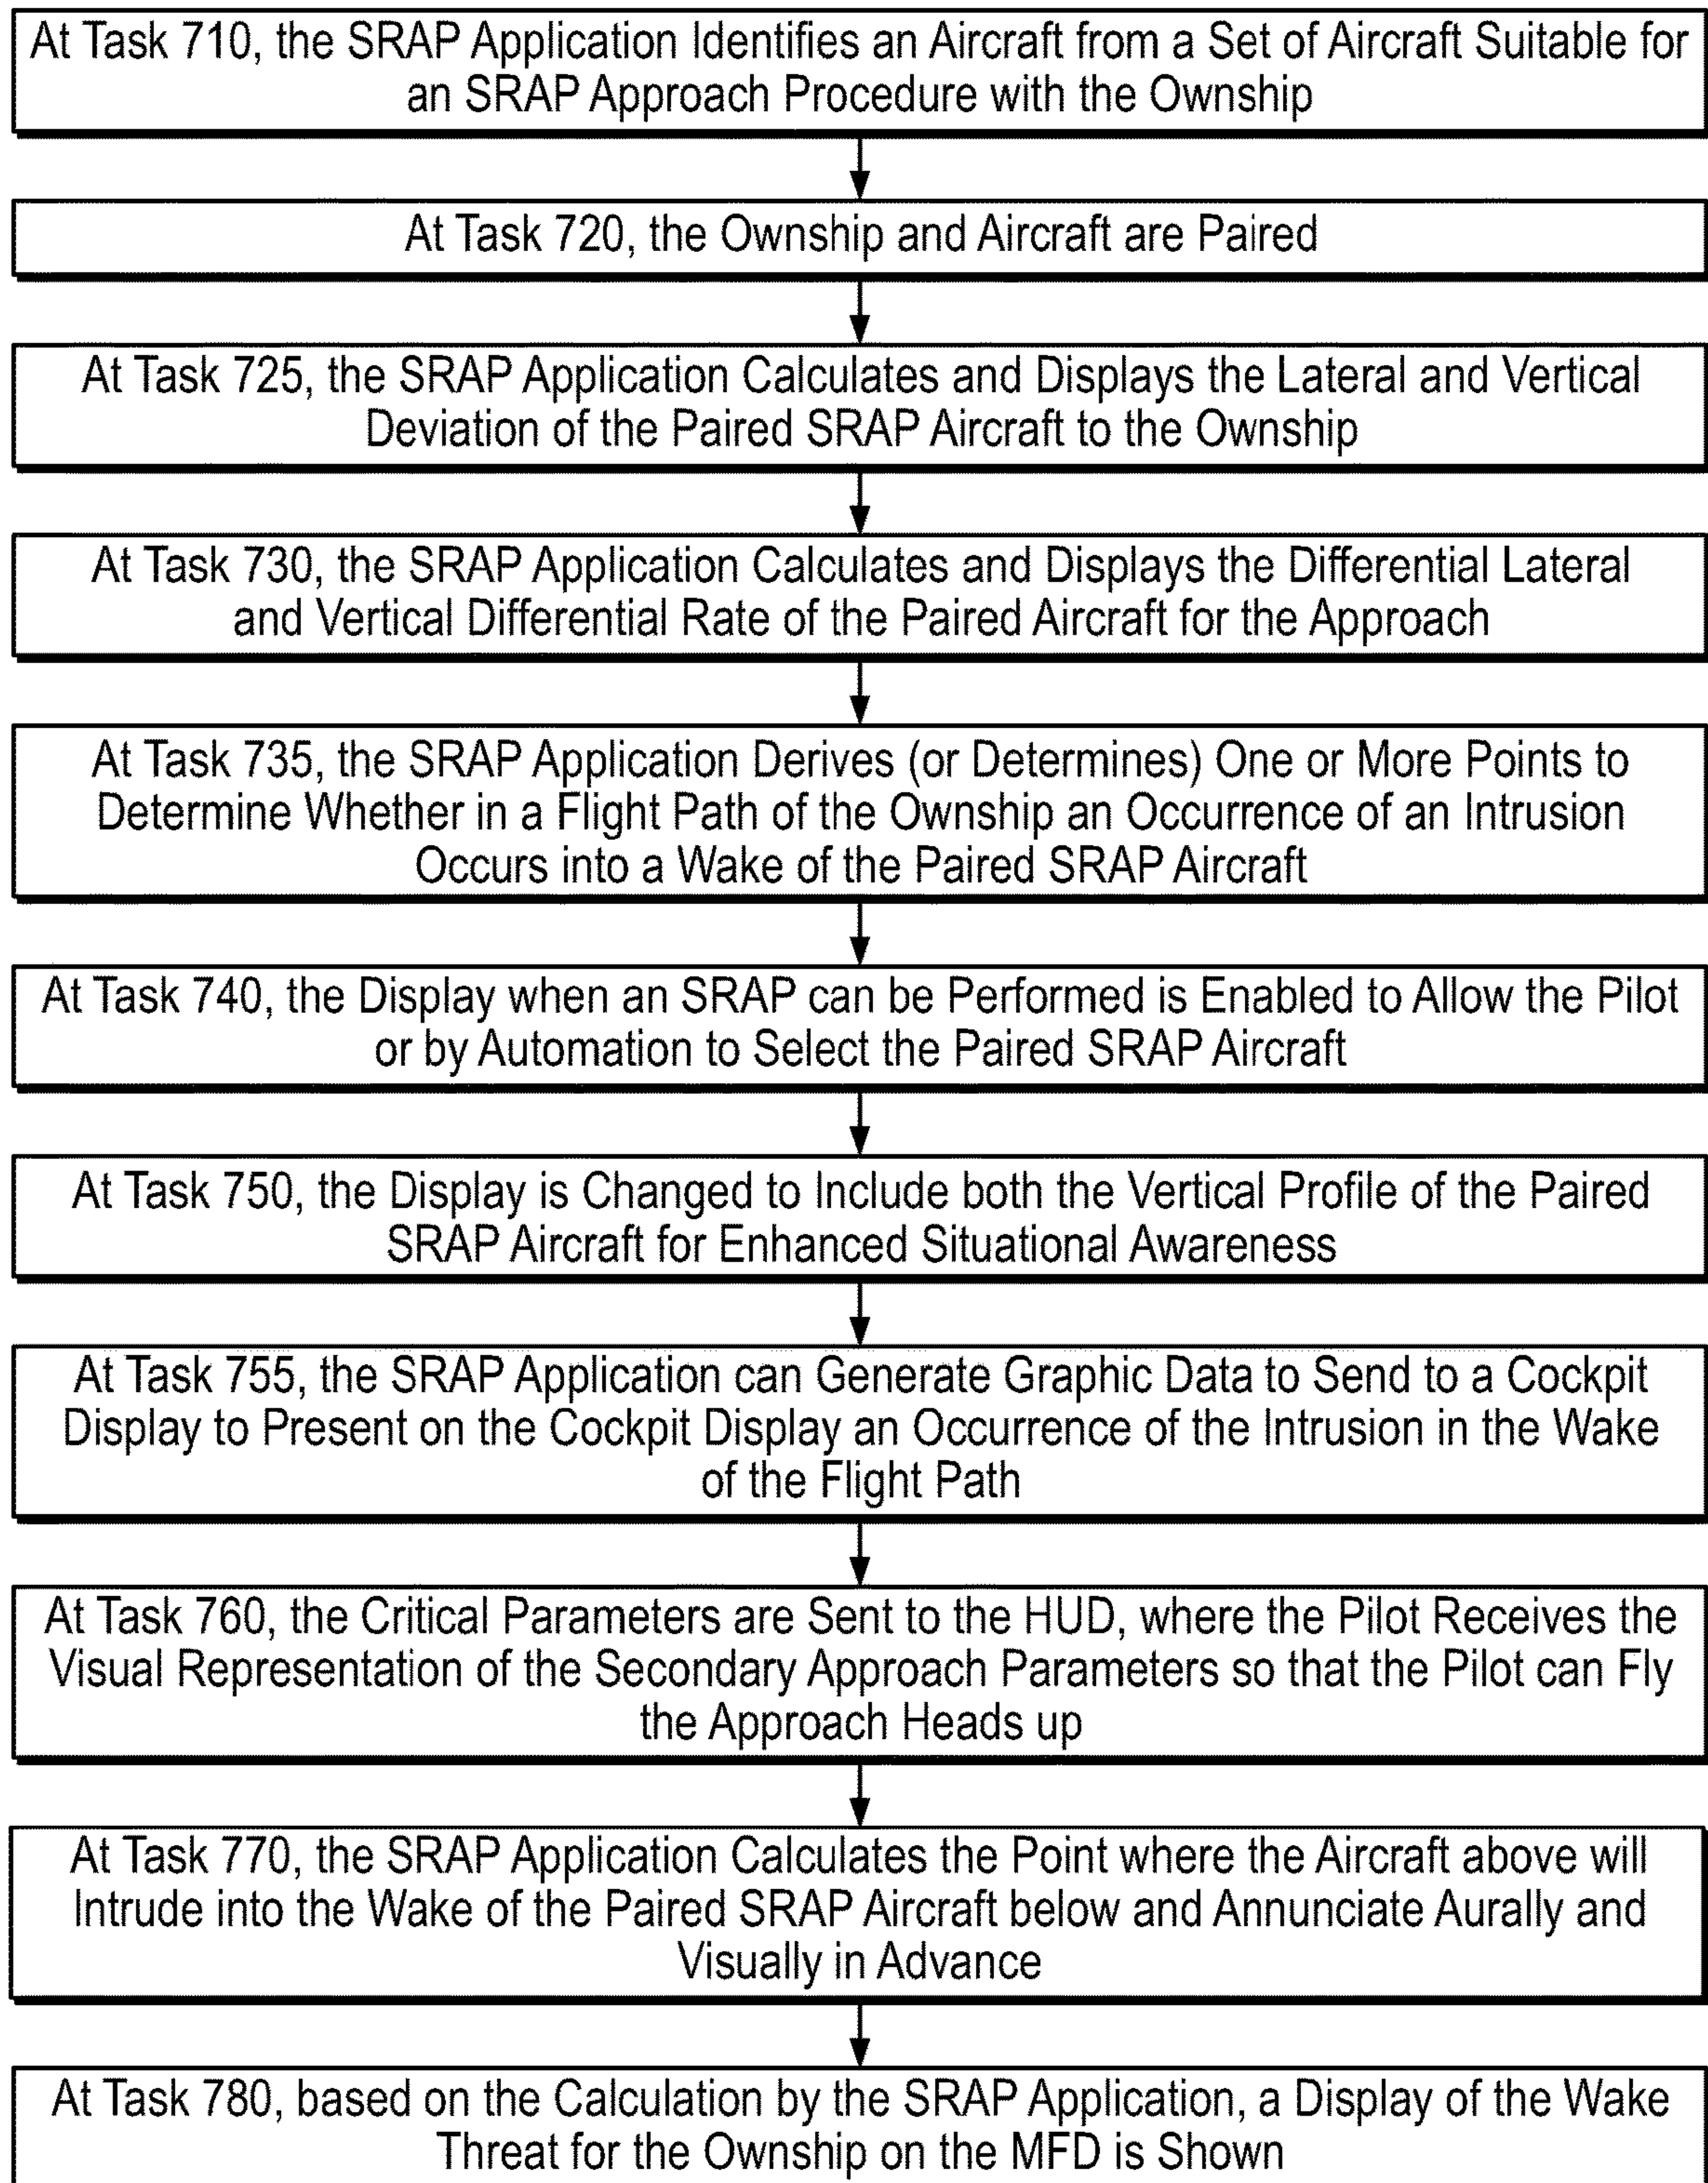 At Task 710, the SRAP Application Identifies an Aircraft from a Set of Aircraft Suitable for
an SRAP Approach Procedure with the Ownship
At Task 720, the Ownship and Aircraft are Paired
At Task 725, the SRAP Application Calculates and Displays the Lateral and Vertical
Deviation of the Paired SRAP Aircraft to the Ownship
At Task 730, the SRAP Application Calculates and Displays the Differential Lateral
and Vertical Differential Rate of the Paired Aircraft for the Approach
At Task 735, the SRAP Application Derives (or Determines) One or More Points to
Determine Whether in a Flight Path of the Ownship an Occurrence of an Intrusion
Occurs into a Wake of the Paired SRAP Aircraft
At Task 740, the Display when an SRAP can be Performed is Enabled to Allow the Pilot
or by Automation to Select the Paired SRAP Aircraft
At Task 750, the Display is Changed to Include both the Vertical Profile of the Paired
SRAP Aircraft for Enhanced Situational Awareness
At Task 755, the SRAP Application can Generate Graphic Data to Send to a Cockpit
Display to Present on the Cockpit Display an Occurrence of the Intrusion in the Wake
of the Flight Path
At Task 760, the Critical Parameters are Sent to the HUD, where the Pilot Receives the
Visual Representation of the Secondary Approach Parameters so that the Pilot can Fly
the Approach Heads up
At Task 770, the SRAP Application Calculates the Point where the Aircraft above will
Intrude into the Wake of the Paired SRAP Aircraft below and Annunciate Aurally and
Visually in Advance
At Task 780, based on the Calculation by the SRAP Application, a Display of the Wake
Threat for the Ownship on the MFD is Shown